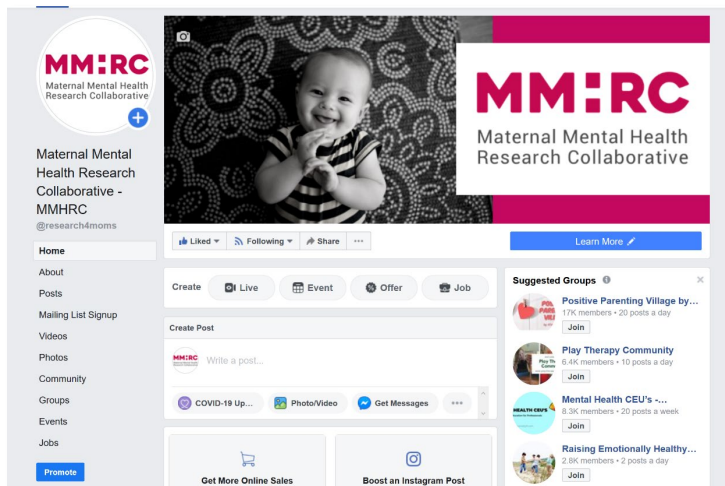 MMHRC
Maternal Mental Health
Research Collaborative
MMHRC
Maternal Mental Health
Research Collaborative
Maternal Mental
Health Research
Collaborative -
MMHRC
@research4moms
Home
About
Posts
Mailing List Signup
Videos
Photos
Community
Groups
Events
Jobs
Promote
Liked
Following
Share
Learn More
Create
Live
Event
Offer
Job
Create Post
MMHRC
Write a post...
COVID-19 Up...
Photo/Video
Get Messages
Get More Online Sales
Boost an Instagram Post
Suggested Groups
Positive Parenting Village by...
17K members • 20 posts a day
Join
Play Therapy Community
6.4K members • 10 posts a day
Join
HEALTH CEU'S
Mental Health CEU's -...
8.3K members • 20 posts a week
Join
Raising Emotionally Healthy...
2.8K members • 2 posts a day
Join